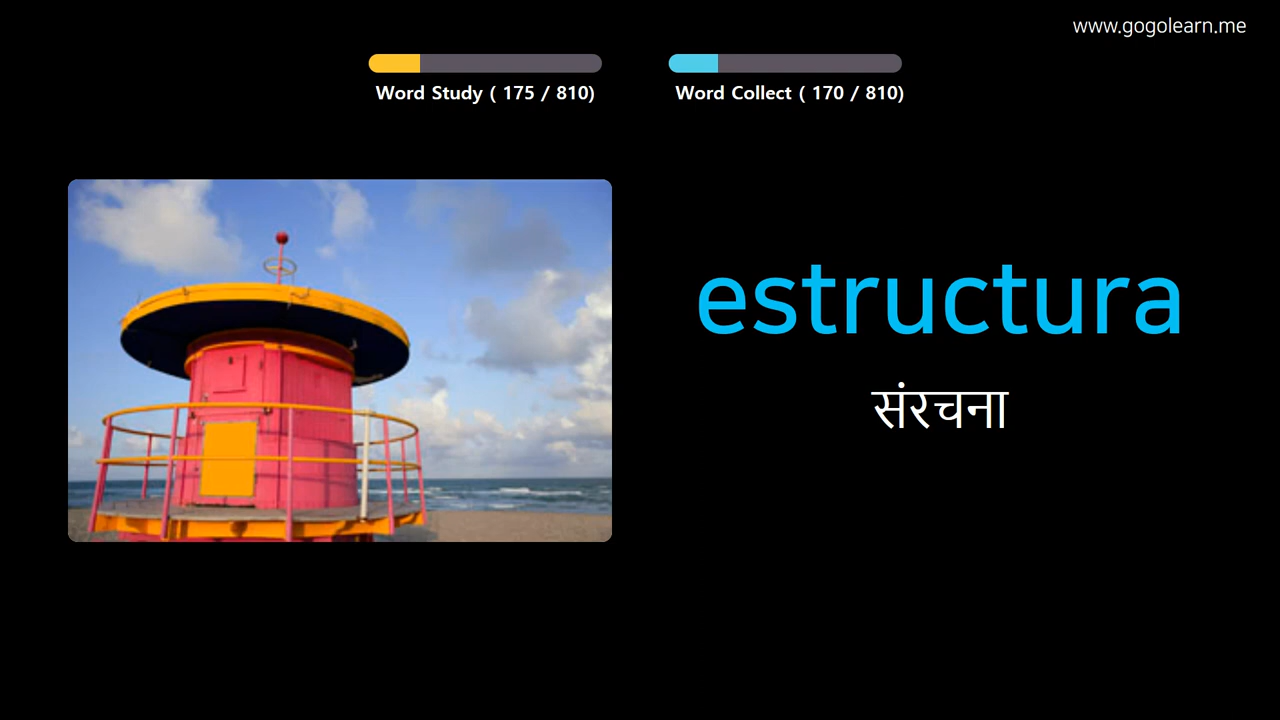 www.gogolearn.me
Word Study ( 175 / 810)
Word Collect ( 170 / 810)
estructura
संरचना